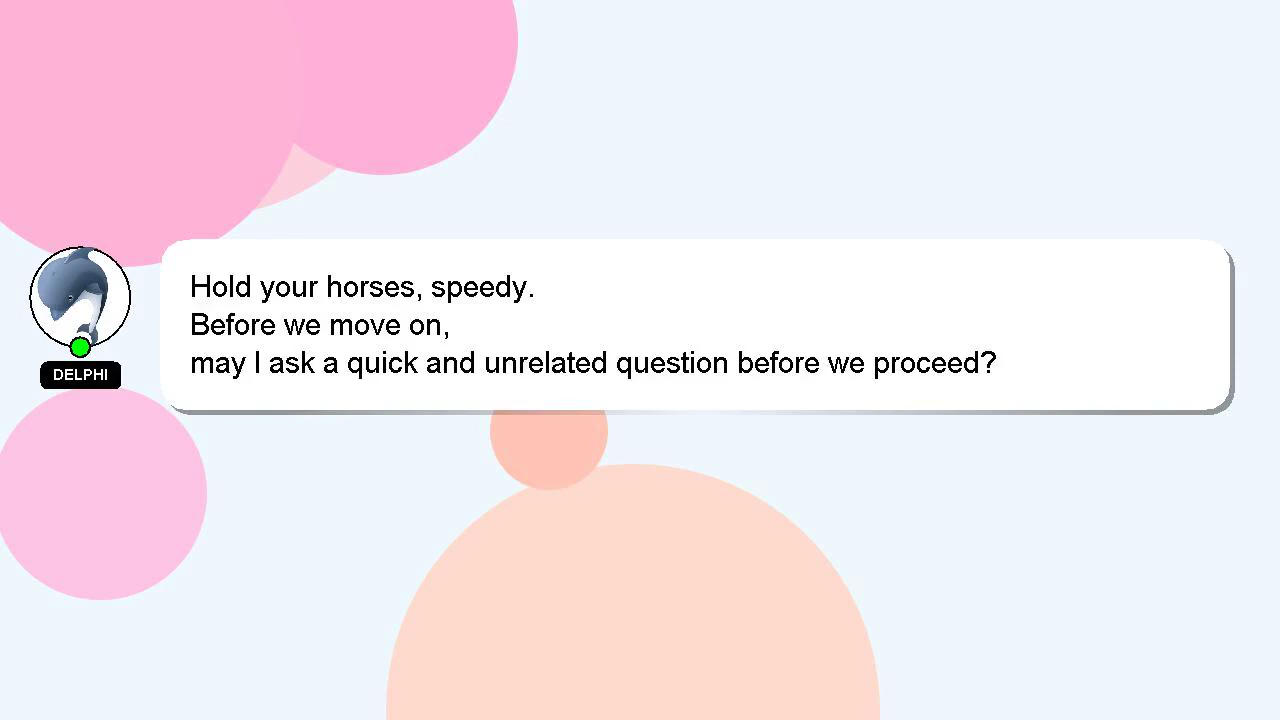 Hold your horses, speedy.
Before we move on,
may I ask a quick and unrelated question before we proceed?
DELPHI